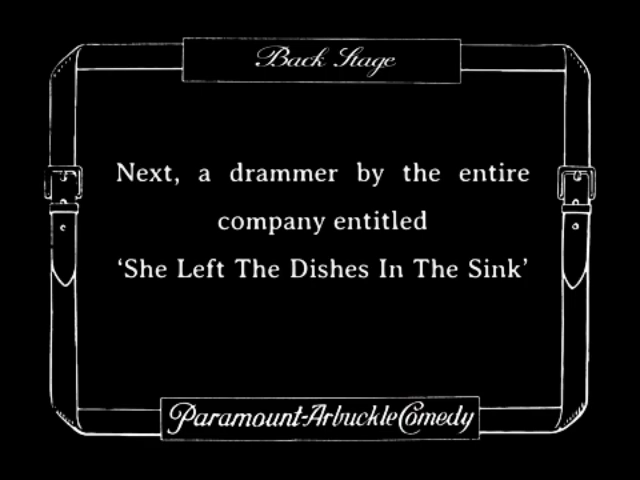 Back Stage
Next, a drammer by the entire
company entitled
‘She Left The Dishes In The Sink’
Paramount-Arbuckle Comedy